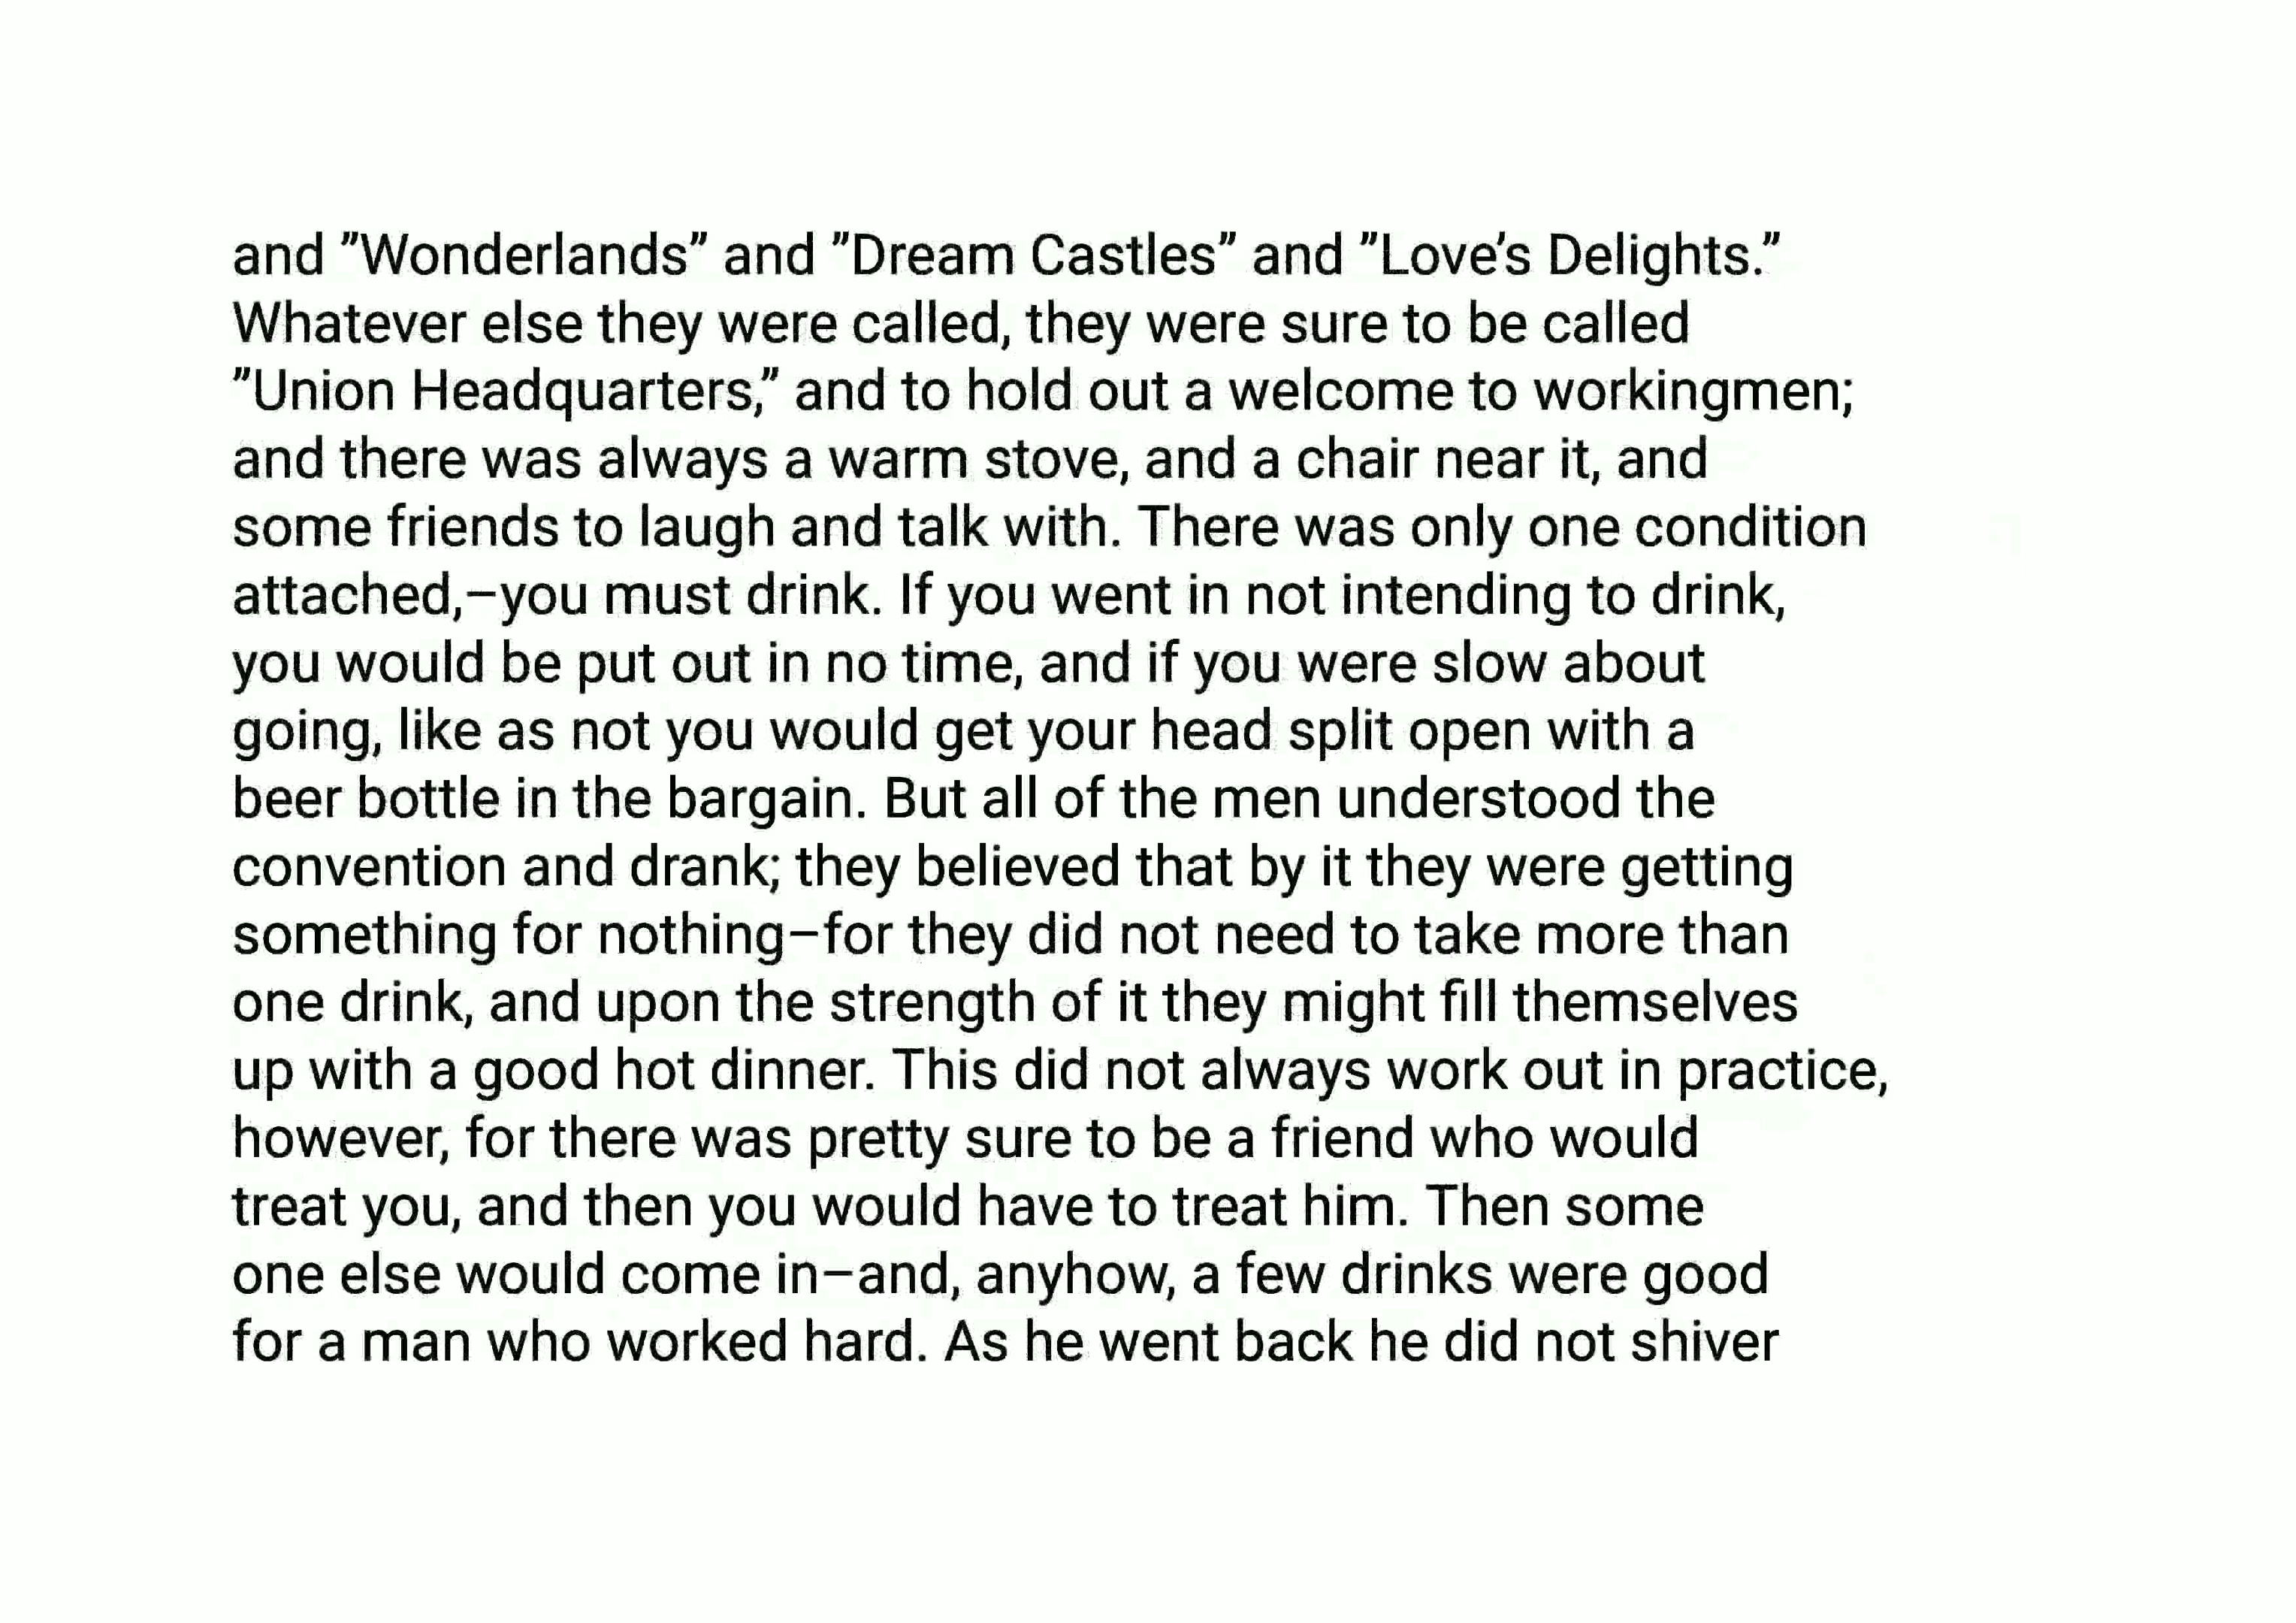 and ”Wonderlands” and ”Dream Castles” and ”Love’s Delights.”
Whatever else they were called, they were sure to be called
”Union Headquarters,” and to hold out a welcome to workingmen;
and there was always a warm stove, and a chair near it, and
some friends to laugh and talk with. There was only one condition
attached,–you must drink. If you went in not intending to drink,
you would be put out in no time, and if you were slow about
going, like as not you would get your head split open with a
beer bottle in the bargain. But all of the men understood the
convention and drank; they believed that by it they were getting
something for nothing–for they did not need to take more than
one drink, and upon the strength of it they might fill themselves
up with a good hot dinner. This did not always work out in practice,
however, for there was pretty sure to be a friend who would
treat you, and then you would have to treat him. Then some
one else would come in–and, anyhow, a few drinks were good
for a man who worked hard. As he went back he did not shiver